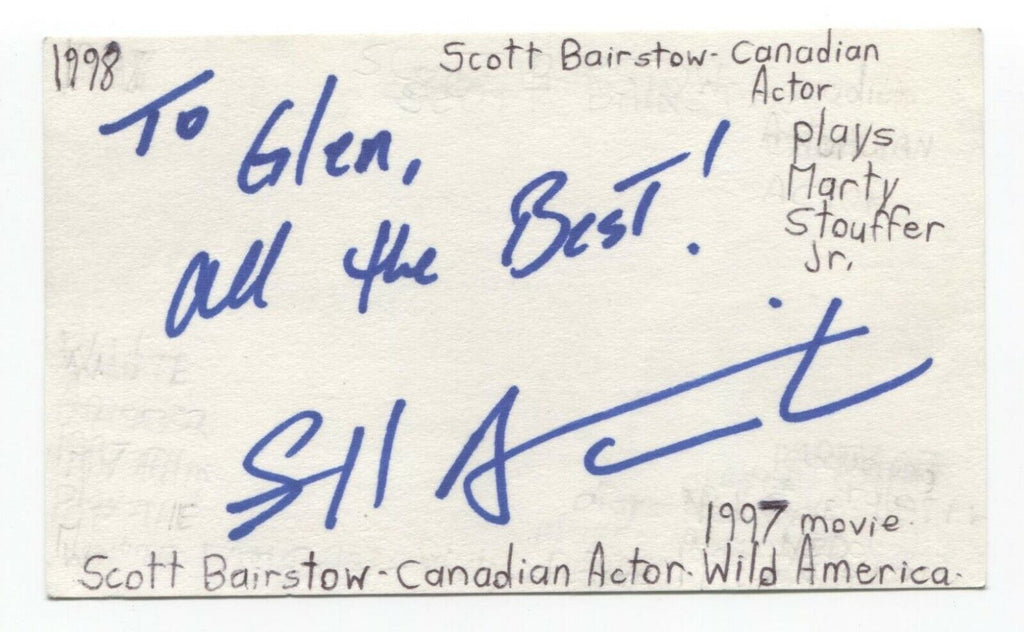 1998
Scott Bairstow - Canadian
Actor
plays
Marty
Stouffer
Jr.
To Glen,
All the Best!
1997 movie.
Scott Bairstow - Canadian Actor. Wild America.